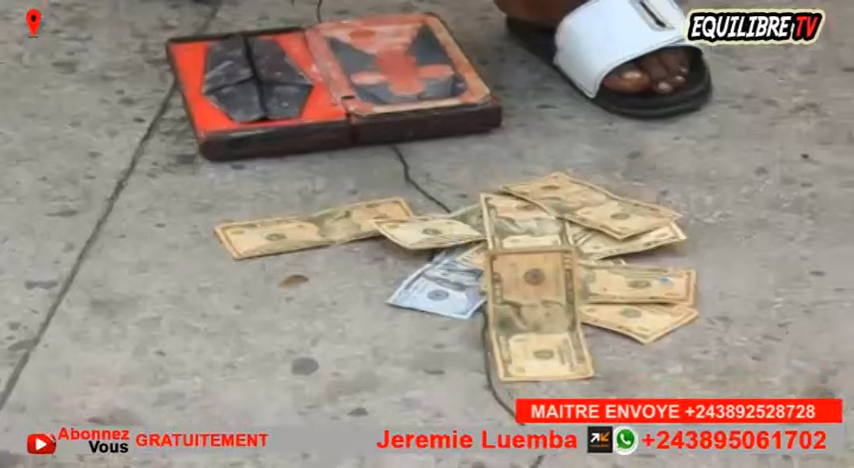 EQUILIBRE TV
MAITRE ENVOYE +243892528728
Abonnez
Vous
GRATUITEMENT
Jeremie Luemba
+243895061702